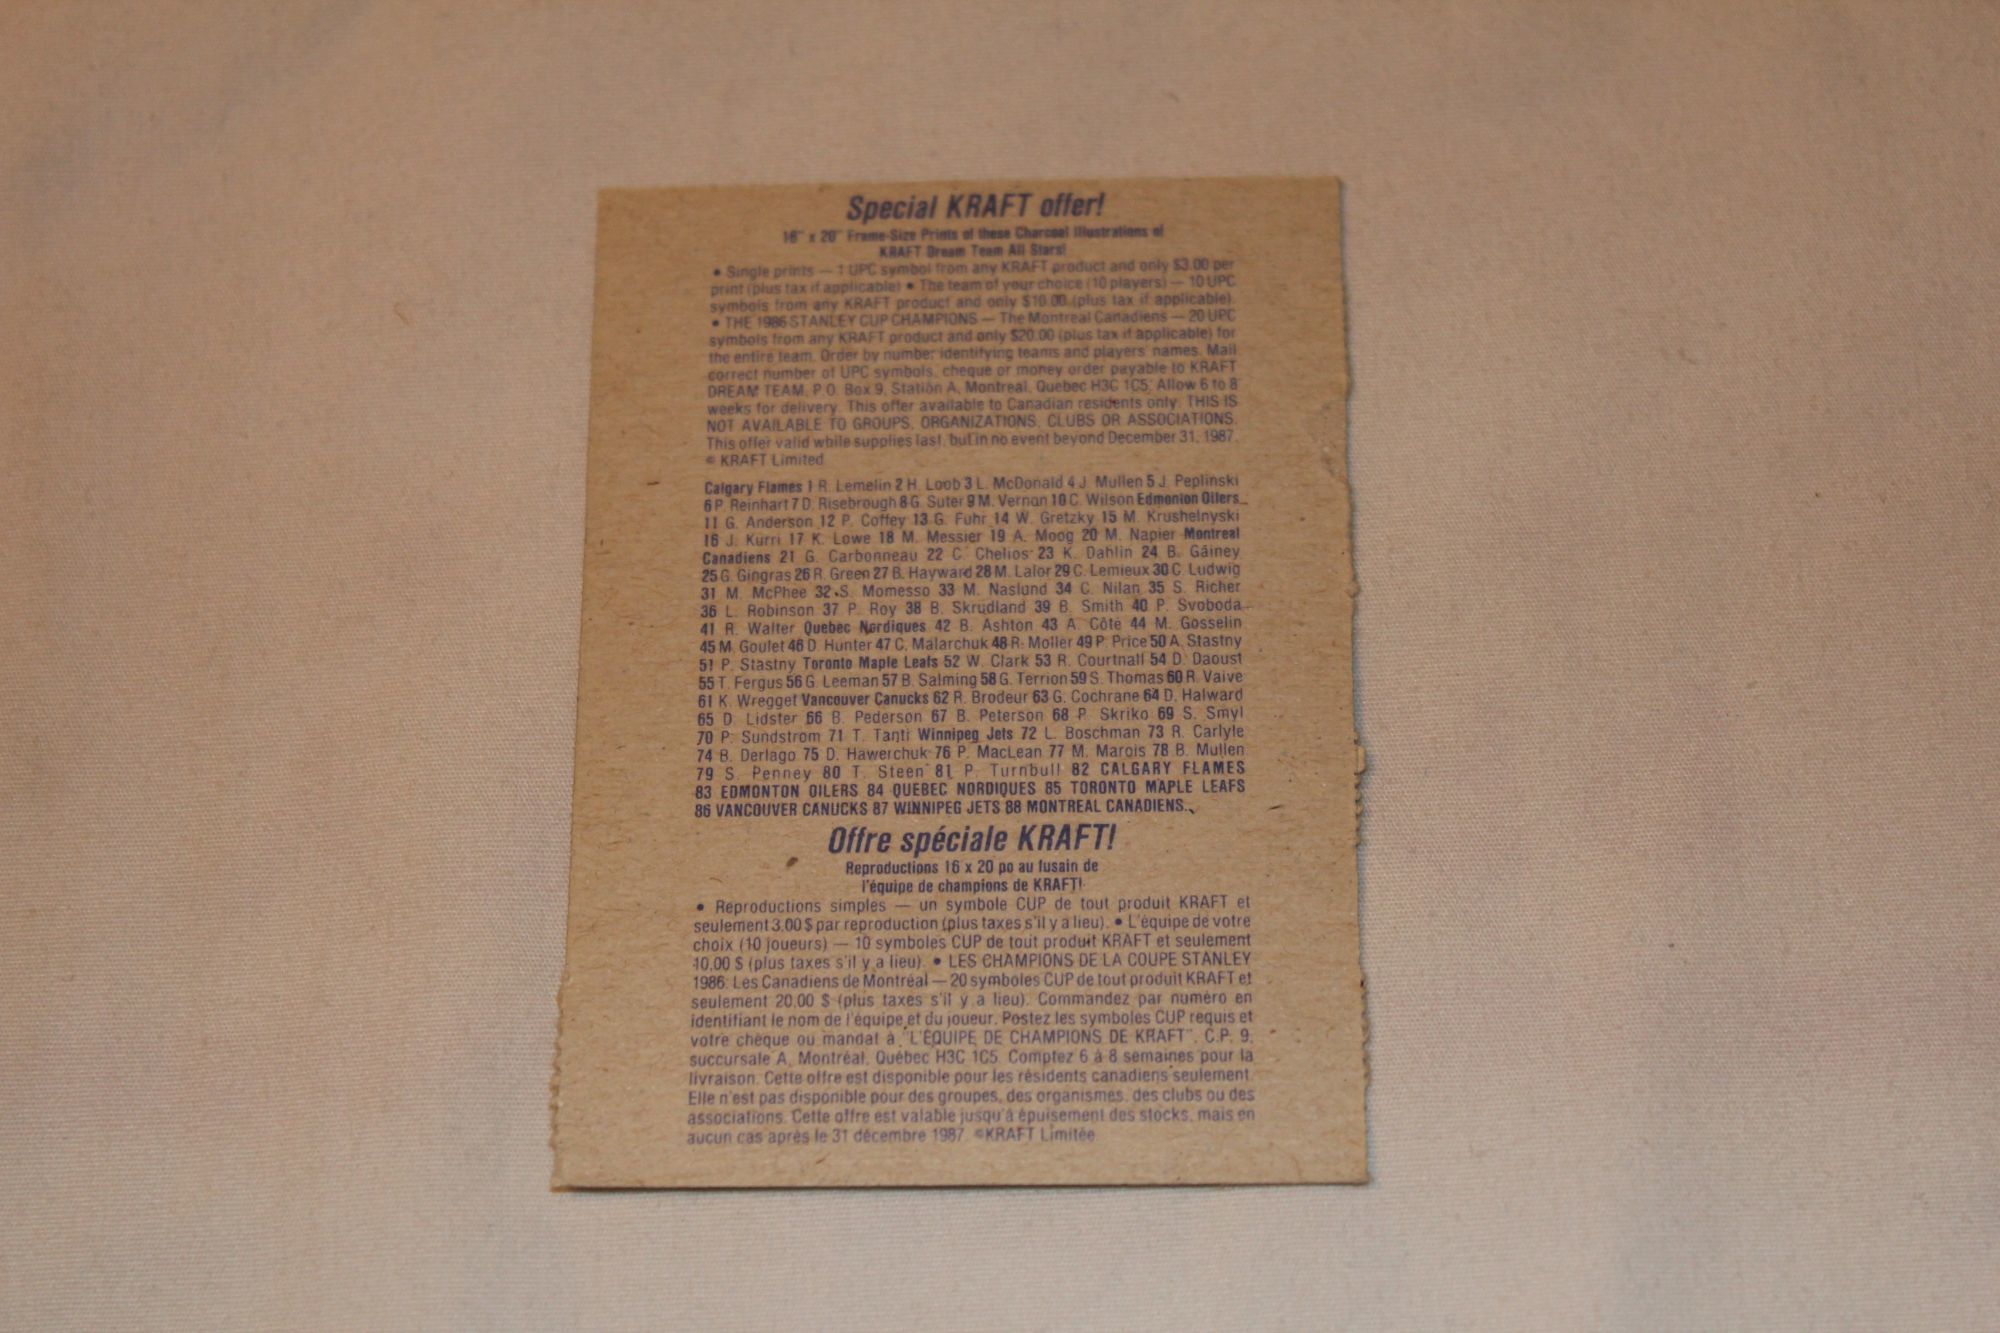 Special KRAFT offer!
16" x 20" Frame-Size Prints of these Charcoal Illustrations of
KRAFT Dream Team All Stars!
• Single prints — 1 UPC symbol from any KRAFT product and only $3.00 per
print (plus tax if applicable) • The team of your choice (10 players) — 10 UPC
symbols from any KRAFT product and only $10.00 (plus tax if applicable).
• THE 1986 STANLEY CUP CHAMPIONS — The Montreal Canadiens — 20 UPC
symbols from any KRAFT product and only $20.00 (plus tax if applicable) for
the entire team. Order by number identifying teams and players' names. Mail
correct number of UPC symbols, cheque or money order payable to KRAFT
DREAM TEAM, P.O. Box 9, Station A, Montreal, Quebec H3C 1C5. Allow 6 to 8
weeks for delivery. This offer available to Canadian residents only. THIS IS
NOT AVAILABLE TO GROUPS, ORGANIZATIONS, CLUBS OR ASSOCIATIONS.
This offer valid while supplies last, but in no event beyond December 31, 1987.
© KRAFT Limited
Calgary Flames 1 R. Lemelin 2 H. Loob 3 L. McDonald 4 J. Mullen 5 J. Peplinski
6 P. Reinhart 7 D. Risebrough 8 G. Suter 9 M. Vernon 10 C. Wilson Edmonton Oilers
11 G. Anderson 12 P. Coffey 13 G. Fuhr 14 W. Gretzky 15 M. Krushelnyski
16 J. Kurri 17 K. Lowe 18 M. Messier 19 A. Moog 20 M. Napier Montreal
Canadiens 21 G. Carbonneau 22 C. Chelios 23 K. Dahlin 24 B. Gainey
25 G. Gingras 26 R. Green 27 B. Hayward 28 M. Lalor 29 C. Lemieux 30 C. Ludwig
31 M. McPhee 32 S. Momesso 33 M. Naslund 34 C. Nilan 35 S. Richer
36 L. Robinson 37 P. Roy 38 B. Skrudland 39 B. Smith 40 P. Svoboda
41 R. Walter Quebec Nordiques 42 B. Ashton 43 A. Côté 44 M. Gosselin
45 M. Goulet 46 D. Hunter 47 C. Malarchuk 48 R. Moller 49 P. Price 50 A. Stastny
51 P. Stastny Toronto Maple Leafs 52 W. Clark 53 R. Courtnall 54 D. Daoust
55 T. Fergus 56 G. Leeman 57 B. Salming 58 G. Terrion 59 S. Thomas 60 R. Vaive
61 K. Wregget Vancouver Canucks 62 R. Brodeur 63 G. Cochrane 64 D. Halward
65 D. Lidster 66 B. Pederson 67 B. Peterson 68 P. Skriko 69 S. Smyl
70 P. Sundstrom 71 T. Tanti Winnipeg Jets 72 L. Boschman 73 R. Carlyle
74 B. Derlago 75 D. Hawerchuk 76 P. MacLean 77 M. Marois 78 B. Mullen
79 S. Penney 80 T. Steen 81 P. Turnbull 82 CALGARY FLAMES
83 EDMONTON OILERS 84 QUEBEC NORDIQUES 85 TORONTO MAPLE LEAFS
86 VANCOUVER CANUCKS 87 WINNIPEG JETS 88 MONTREAL CANADIENS.
Offre spéciale KRAFT!
Reproductions 16 x 20 po au fusain de
l'équipe de champions de KRAFT!
• Reproductions simples — un symbole CUP de tout produit KRAFT et
seulement 3,00 $ par reproduction (plus taxes s'il y a lieu). • L'équipe de votre
choix (10 joueurs) — 10 symboles CUP de tout produit KRAFT et seulement
10,00 $ (plus taxes s'il y a lieu). • LES CHAMPIONS DE LA COUPE STANLEY
1986: Les Canadiens de Montréal — 20 symboles CUP de tout produit KRAFT et
seulement 20,00 $ (plus taxes s'il y a lieu). Commandez par numéro en
identifiant le nom de l'équipe et du joueur. Postez les symboles CUP requis et
votre chèque ou mandat à "L'ÉQUIPE DE CHAMPIONS DE KRAFT", C.P. 9,
succursale A, Montréal, Québec H3C 1C5. Comptez 6 à 8 semaines pour la
livraison. Cette offre est disponible pour les résidents canadiens seulement.
Elle n'est pas disponible pour des groupes, des organismes, des clubs ou des
associations. Cette offre est valable jusqu'à épuisement des stocks, mais en
aucun cas après le 31 décembre 1987. ©KRAFT Limitée